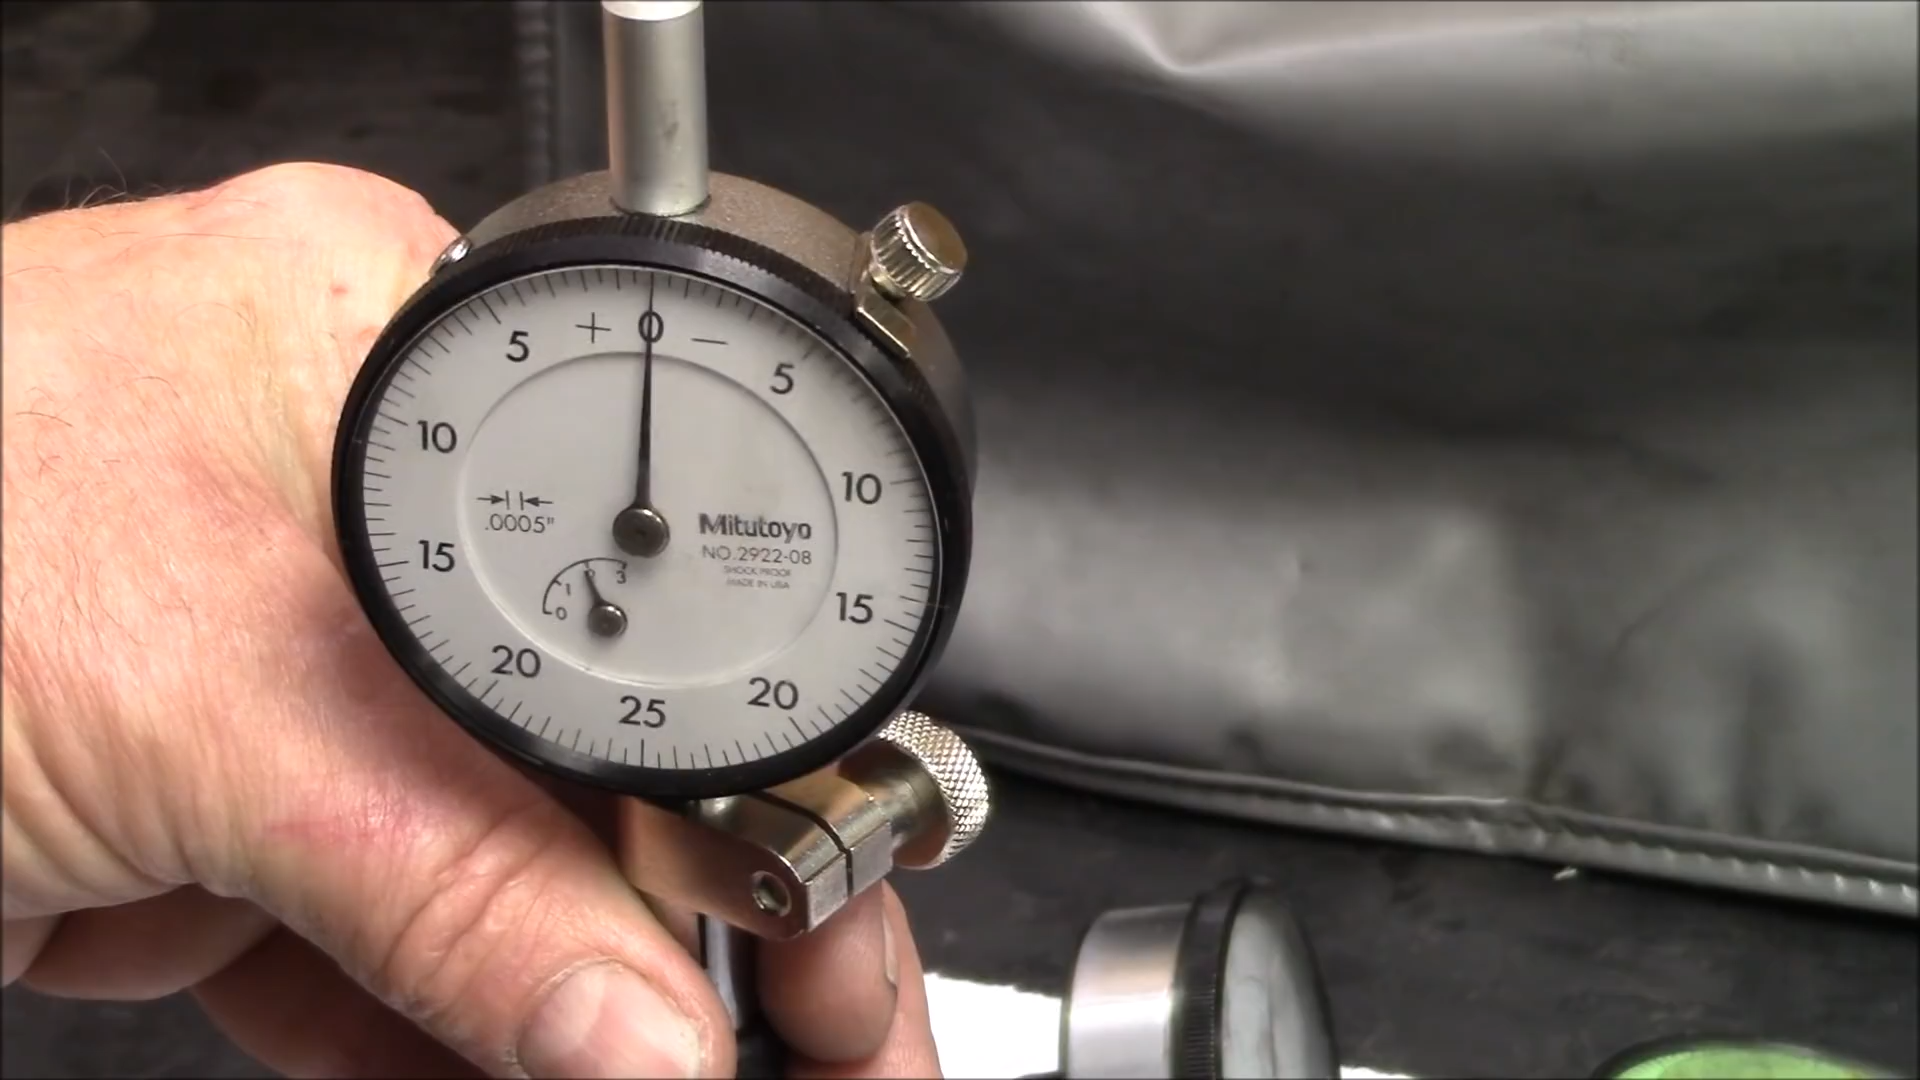 + 0 —
5 5
10 10
.0005"
Mitutoyo
NO.2922-08
SHOCK PROOF
MADE IN USA
15 15
0 1 2 3
20 20
25